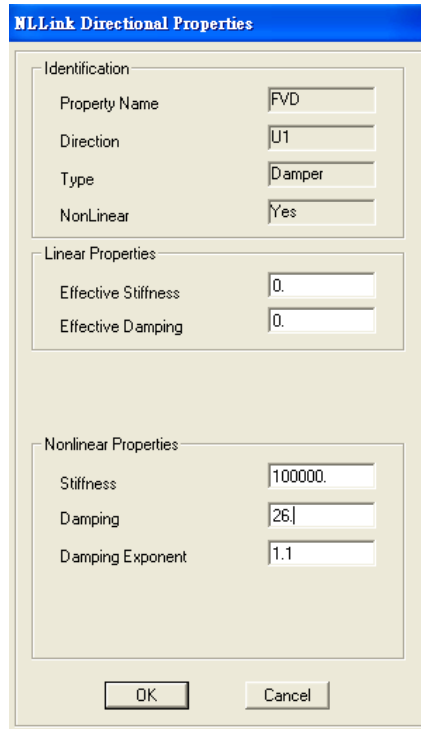 NLLink Directional Properties
Identification
Property Name FVD
Direction U1
Type Damper
NonLinear Yes
Linear Properties
Effective Stiffness 0.
Effective Damping 0.
Nonlinear Properties
Stiffness 100000.
Damping 26.
Damping Exponent 1.1
OK Cancel